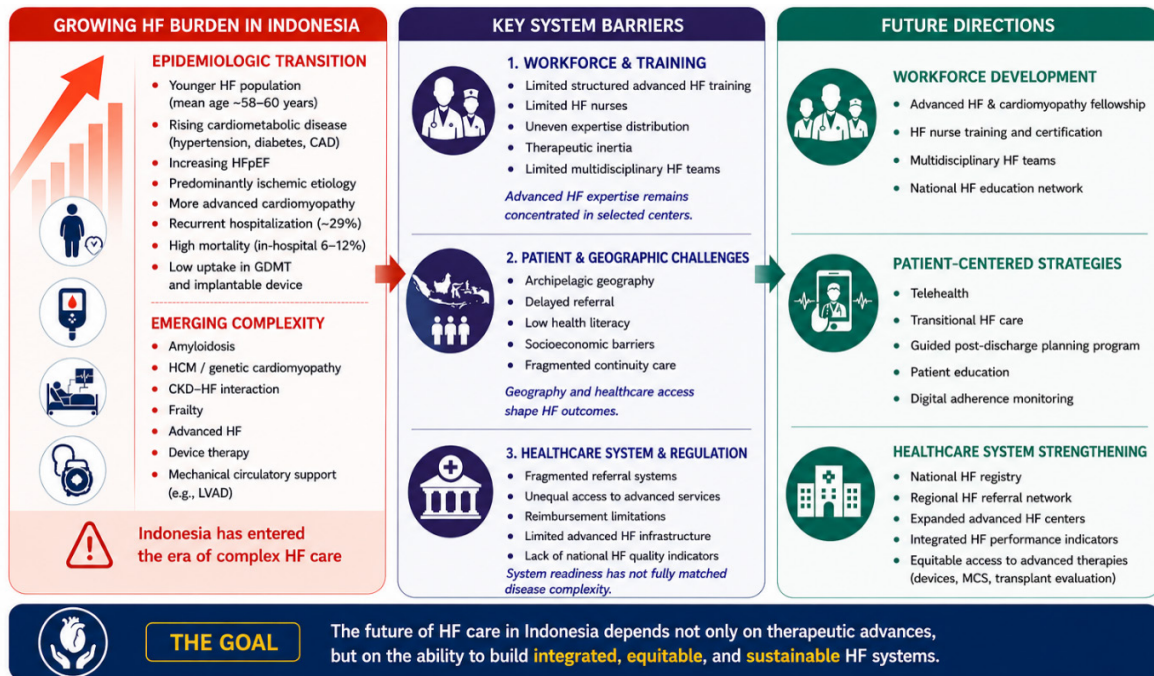 GROWING HF BURDEN IN INDONESIA
EPIDEMIOLOGIC TRANSITION
• Younger HF population
(mean age ~58–60 years)
• Rising cardiometabolic disease
(hypertension, diabetes, CAD)
• Increasing HFpEF
• Predominantly ischemic etiology
• More advanced cardiomyopathy
• Recurrent hospitalization (~29%)
• High mortality (in-hospital 6–12%)
• Low uptake in GDMT
and implantable device
EMERGING COMPLEXITY
• Amyloidosis
• HCM / genetic cardiomyopathy
• CKD–HF interaction
• Frailty
• Advanced HF
• Device therapy
• Mechanical circulatory support
(e.g., LVAD)
Indonesia has entered
the era of complex HF care
KEY SYSTEM BARRIERS
1. WORKFORCE & TRAINING
• Limited structured advanced HF training
• Limited HF nurses
• Uneven expertise distribution
• Therapeutic inertia
• Limited multidisciplinary HF teams
Advanced HF expertise remains
concentrated in selected centers.
2. PATIENT & GEOGRAPHIC CHALLENGES
• Archipelagic geography
• Delayed referral
• Low health literacy
• Socioeconomic barriers
• Fragmented continuity care
Geography and healthcare access
shape HF outcomes.
3. HEALTHCARE SYSTEM & REGULATION
• Fragmented referral systems
• Unequal access to advanced services
• Reimbursement limitations
• Limited advanced HF infrastructure
• Lack of national HF quality indicators
System readiness has not fully matched
disease complexity.
FUTURE DIRECTIONS
WORKFORCE DEVELOPMENT
• Advanced HF & cardiomyopathy fellowship
• HF nurse training and certification
• Multidisciplinary HF teams
• National HF education network
PATIENT-CENTERED STRATEGIES
• Telehealth
• Transitional HF care
• Guided post-discharge planning program
• Patient education
• Digital adherence monitoring
HEALTHCARE SYSTEM STRENGTHENING
• National HF registry
• Regional HF referral network
• Expanded advanced HF centers
• Integrated HF performance indicators
• Equitable access to advanced therapies
(devices, MCS, transplant evaluation)
THE GOAL
The future of HF care in Indonesia depends not only on therapeutic advances,
but on the ability to build integrated, equitable, and sustainable HF systems.